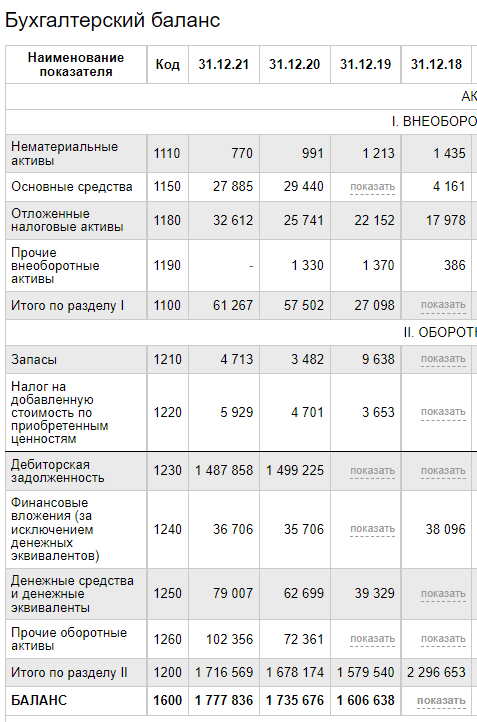 Бухгалтерский баланс
Наименование показателя Код 31.12.21 31.12.20 31.12.19 31.12.18
АК
I. ВНЕОБОРО
Нематериальные активы 1110 770 991 1 213 1 435
Основные средства 1150 27 885 29 440 показать 4 161
Отложенные налоговые активы 1180 32 612 25 741 22 152 17 978
Прочие внеоборотные активы 1190 - 1 330 1 370 386
Итого по разделу I 1100 61 267 57 502 27 098 показать
II. ОБОРОТН
Запасы 1210 4 713 3 482 9 638 показать
Налог на добавленную стоимость по приобретенным ценностям 1220 5 929 4 701 3 653 показать
Дебиторская задолженность 1230 1 487 858 1 499 225 показать показать
Финансовые вложения (за исключением денежных эквивалентов) 1240 36 706 35 706 показать 38 096
Денежные средства и денежные эквиваленты 1250 79 007 62 699 39 329 показать
Прочие оборотные активы 1260 102 356 72 361 показать показать
Итого по разделу II 1200 1 716 569 1 678 174 1 579 540 2 296 653
БАЛАНС 1600 1 777 836 1 735 676 1 606 638 показать